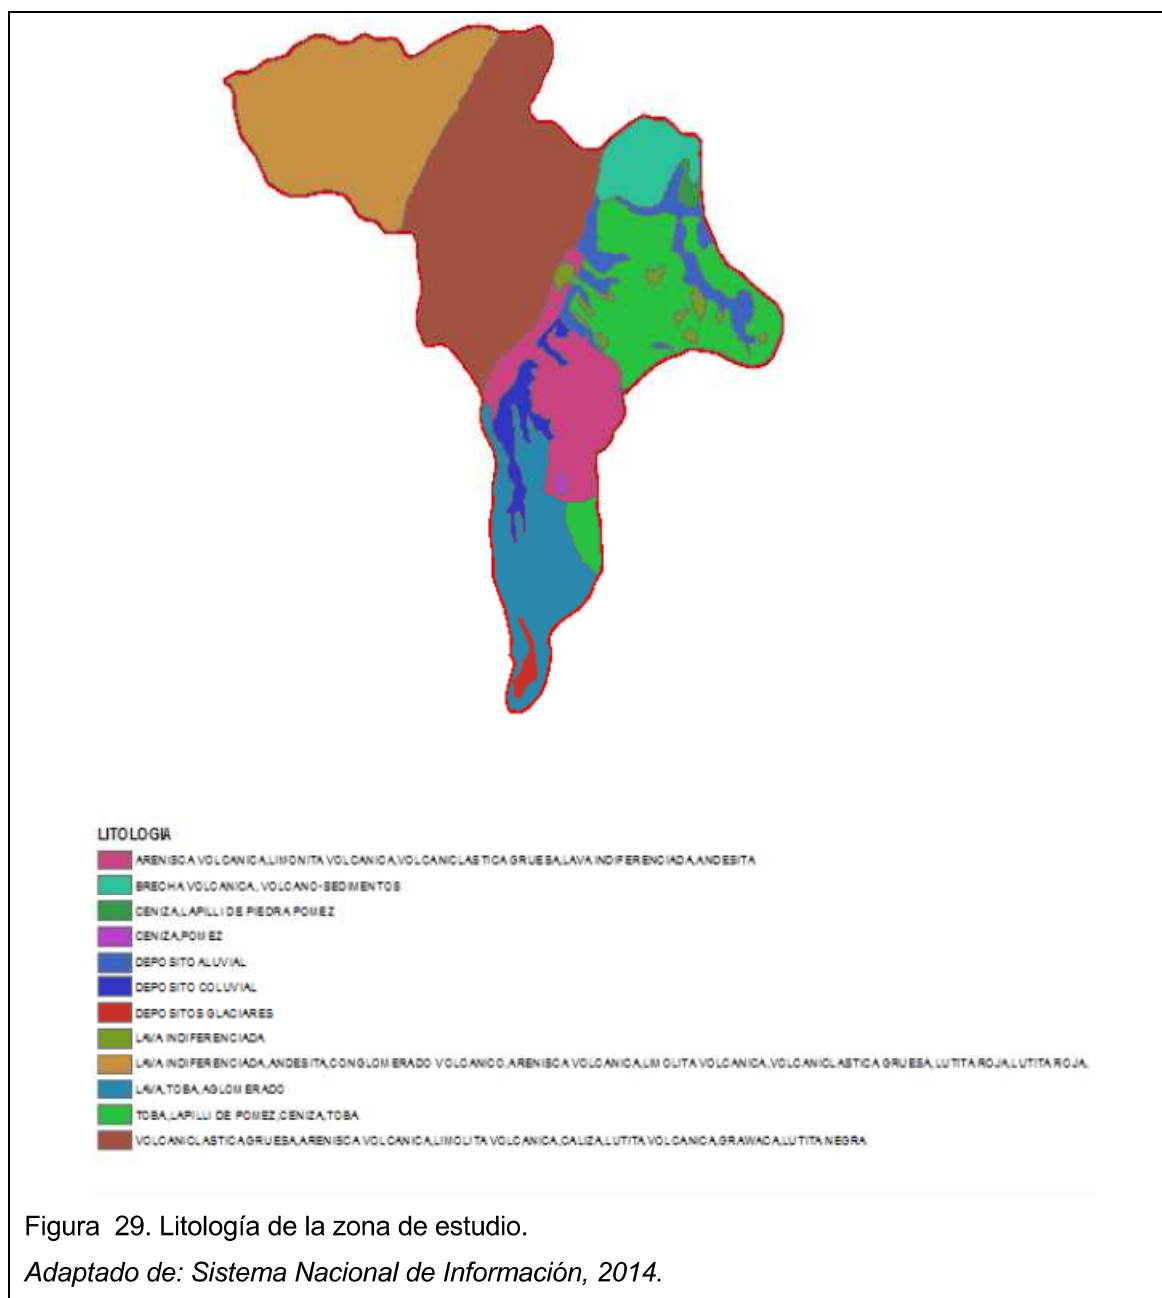 LITOLOGIA
ARENISCA VOLCANICA,LIMONITA VOLCANICA,VOLCANICLASTICA GRUESA,LAVA INDIFERENCIADA,ANDESITA
BRECHA VOLCANICA, VOLCANO-SEDIMENTOS
CENIZA,LAPILLI DE PIEDRA POMEZ
CENIZA,POMEZ
DEPOSITO ALUVIAL
DEPOSITO COLUVIAL
DEPOSITOS GLACIARES
LAVA INDIFERENCIADA
LAVA INDIFERENCIADA,ANDESITA,CONGLOMERADO VOLCANICO,ARENISCA VOLCANICA,LIMOLITA VOLCANICA,VOLCANICLASTICA GRUESA,LUTITA ROJA,LUTITA ROJA,
LAVA,TOBA,AGLOMERADO
TOBA,LAPILLI DE POMEZ,CENIZA,TOBA
VOLCANICLASTICA GRUESA,ARENISCA VOLCANICA,LIMOLITA VOLCANICA,CALIZA,LUTITA VOLCANICA,GRAWACA,LUTITA NEGRA
Figura 29. Litología de la zona de estudio.
Adaptado de: Sistema Nacional de Información, 2014.